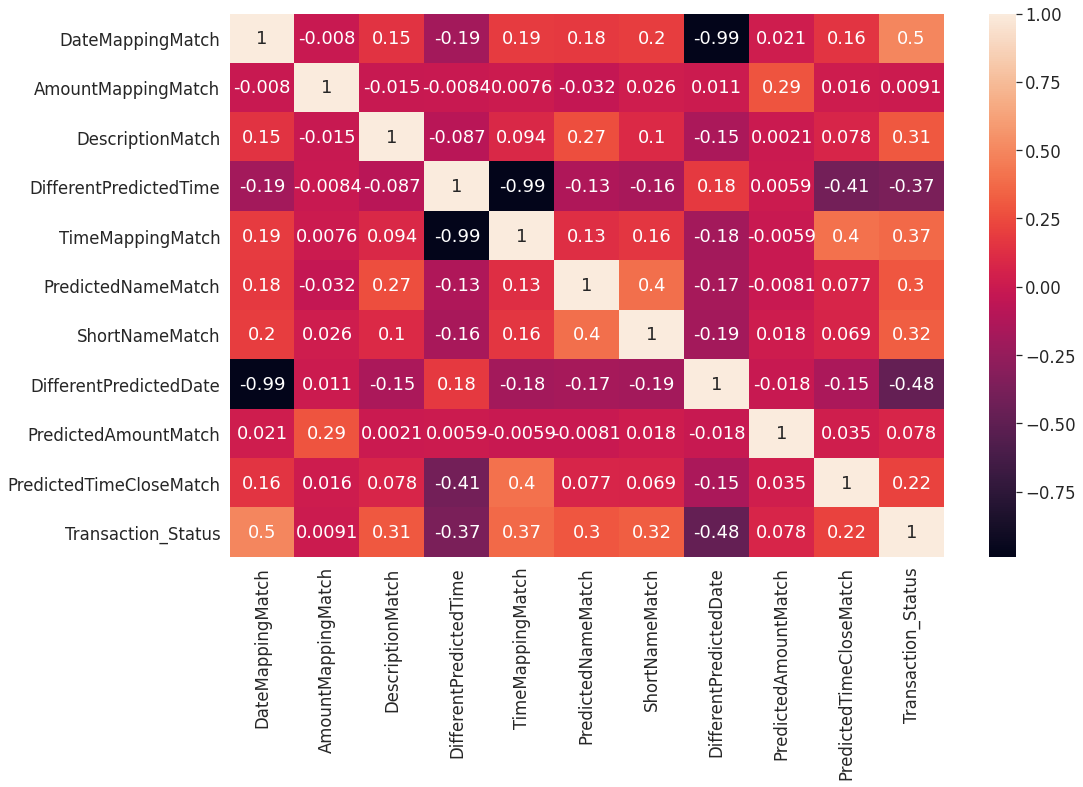 DateMappingMatch 1 -0.008 0.15 -0.19 0.19 0.18 0.2 -0.99 0.021 0.16 0.5
AmountMappingMatch -0.008 1 -0.015 -0.0084 0.0076 -0.032 0.026 0.011 0.29 0.016 0.0091
DescriptionMatch 0.15 -0.015 1 -0.087 0.094 0.27 0.1 -0.15 0.0021 0.078 0.31
DifferentPredictedTime -0.19 -0.0084 -0.087 1 -0.99 -0.13 -0.16 0.18 0.0059 -0.41 -0.37
TimeMappingMatch 0.19 0.0076 0.094 -0.99 1 0.13 0.16 -0.18 -0.0059 0.4 0.37
PredictedNameMatch 0.18 -0.032 0.27 -0.13 0.13 1 0.4 -0.17 -0.0081 0.077 0.3
ShortNameMatch 0.2 0.026 0.1 -0.16 0.16 0.4 1 -0.19 0.018 0.069 0.32
DifferentPredictedDate -0.99 0.011 -0.15 0.18 -0.18 -0.17 -0.19 1 -0.018 -0.15 -0.48
PredictedAmountMatch 0.021 0.29 0.0021 0.0059 -0.0059 -0.0081 0.018 -0.018 1 0.035 0.078
PredictedTimeCloseMatch 0.16 0.016 0.078 -0.41 0.4 0.077 0.069 -0.15 0.035 1 0.22
Transaction_Status 0.5 0.0091 0.31 -0.37 0.37 0.3 0.32 -0.48 0.078 0.22 1
DateMappingMatch
AmountMappingMatch
DescriptionMatch
DifferentPredictedTime
TimeMappingMatch
PredictedNameMatch
ShortNameMatch
DifferentPredictedDate
PredictedAmountMatch
PredictedTimeCloseMatch
Transaction_Status
1.00
0.75
0.50
0.25
0.00
−0.25
−0.50
−0.75